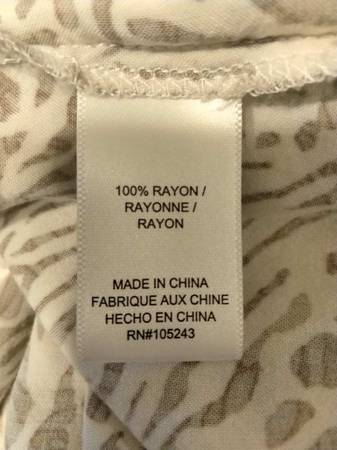 100% RAYON /
RAYONNE /
RAYON
MADE IN CHINA
FABRIQUE AUX CHINE
HECHO EN CHINA
RN#105243